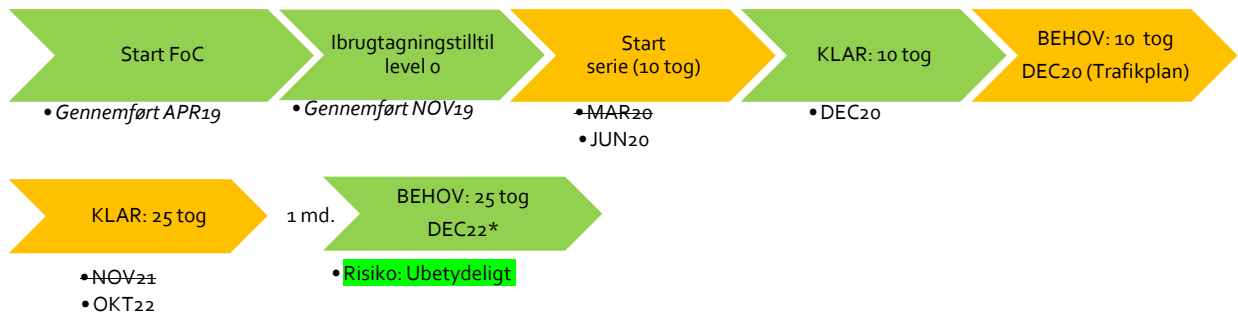 Start FoC
Ibrugtagningstilltil
level 0
Start
serie (10 tog)
KLAR: 10 tog
BEHOV: 10 tog
DEC20 (Trafikplan)
• Gennemført APR19
• Gennemført NOV19
• MAR20
• JUN20
• DEC20
KLAR: 25 tog
1 md.
BEHOV: 25 tog
DEC22*
• NOV21
• OKT22
• Risiko: Ubetydeligt